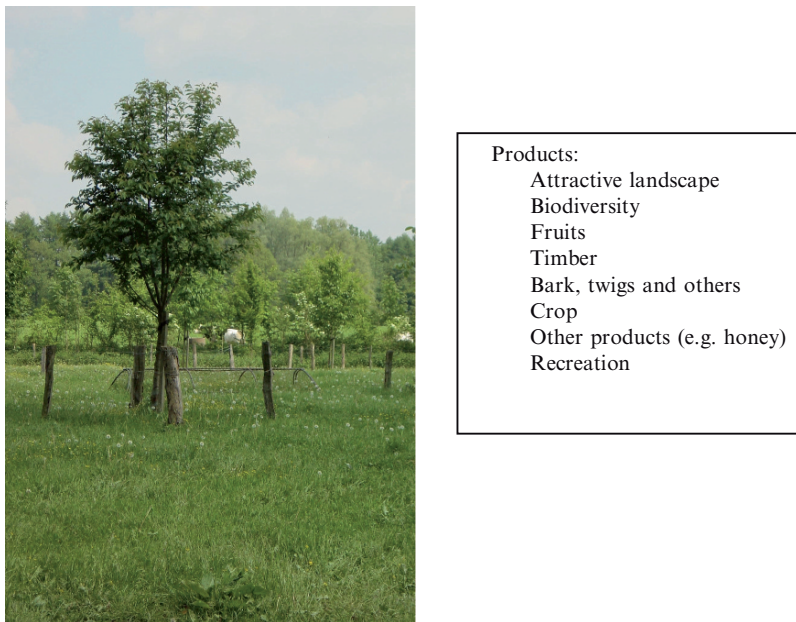 Products:
Attractive landscape
Biodiversity
Fruits
Timber
Bark, twigs and others
Crop
Other products (e.g. honey)
Recreation